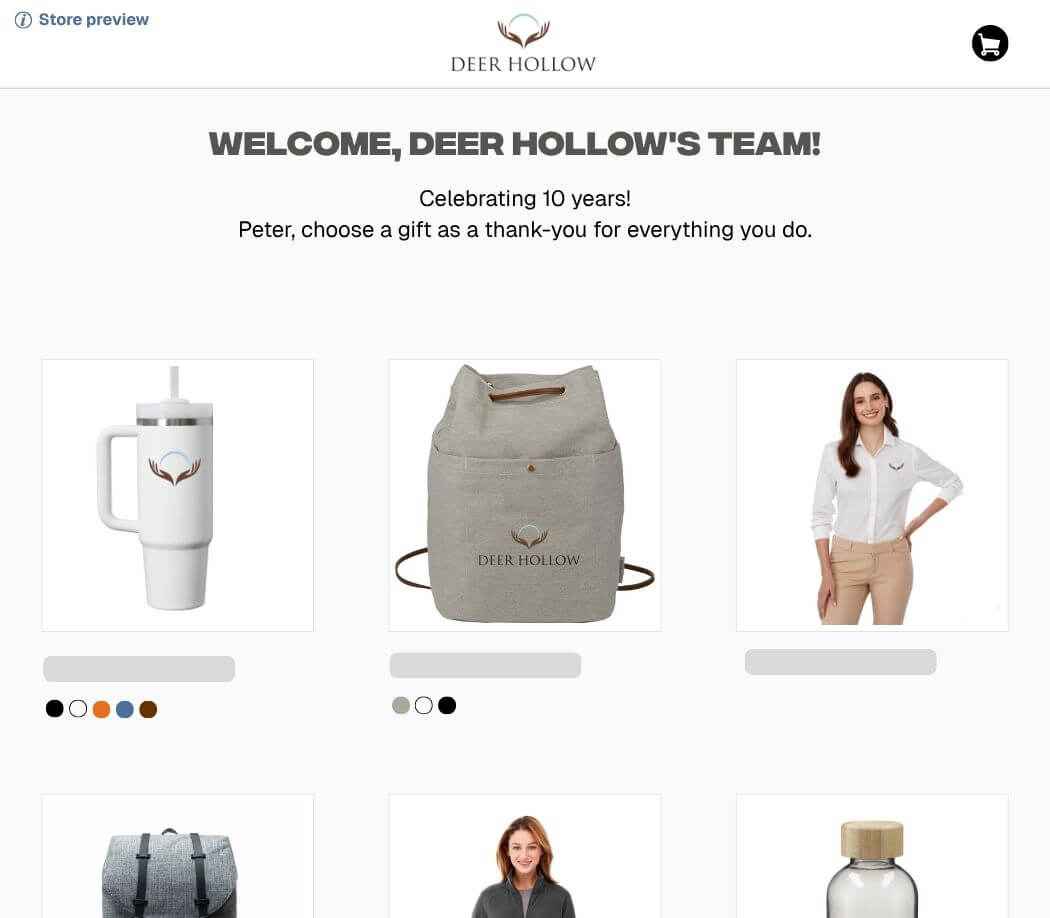 Store preview
DEER HOLLOW
WELCOME, DEER HOLLOW'S TEAM!
Celebrating 10 years!
Peter, choose a gift as a thank-you for everything you do.
DEER HOLLOW